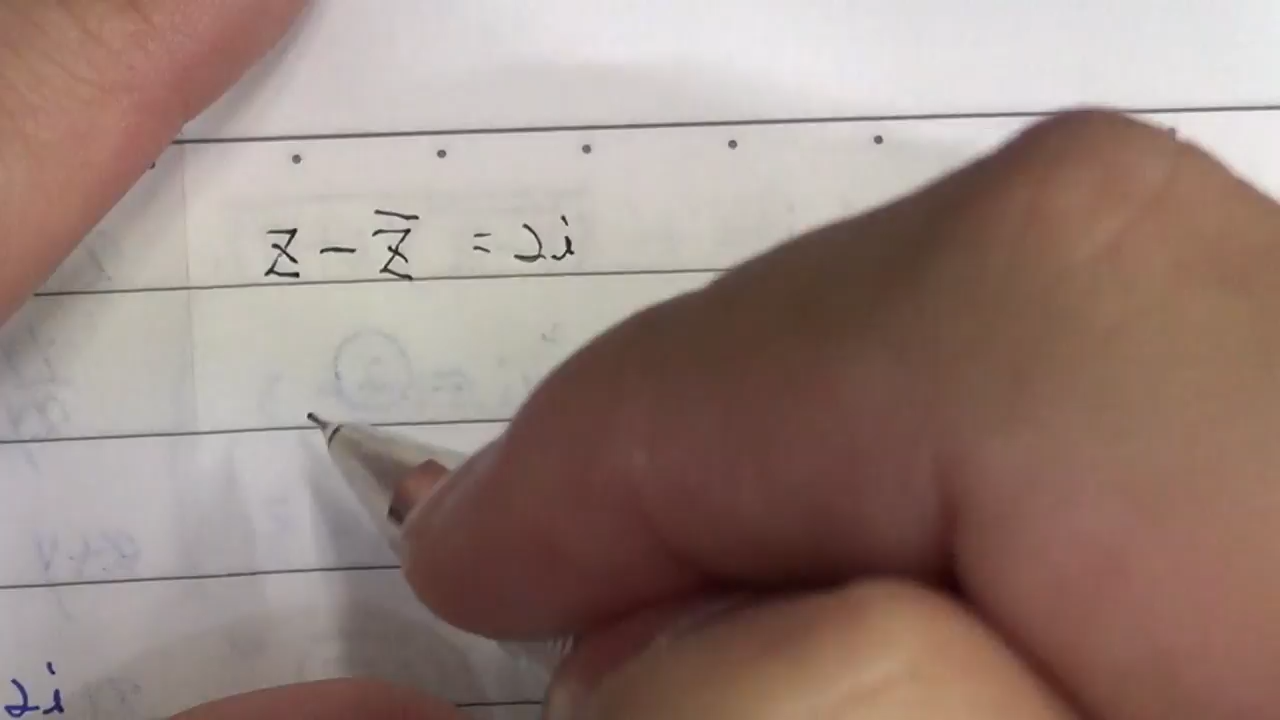 z - z̄ = 2i
2i